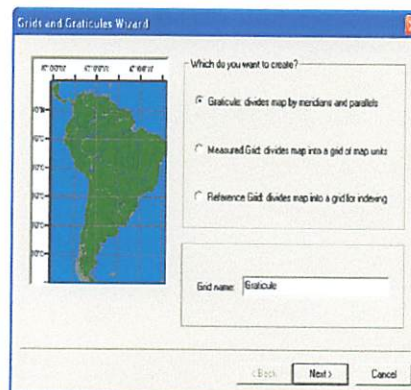 Grids and Graticules Wizard
Which do you want to create?
Graticule: divides map by meridians and parallels
Measured Grid: divides map into a grid of map units
Reference Grid: divides map into a grid for indexing
Grid name:
Graticule
< Back
Next >
Cancel